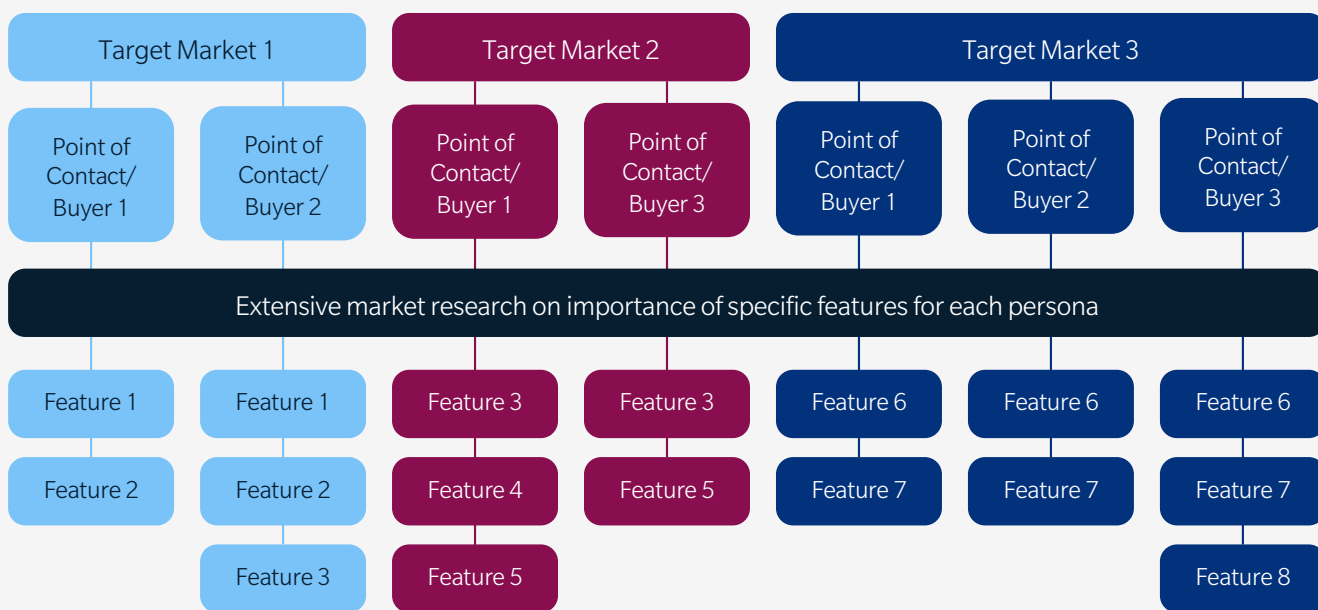 Target Market 1
Target Market 2
Target Market 3
Point of
Contact/
Buyer 1
Point of
Contact/
Buyer 2
Point of
Contact/
Buyer 1
Point of
Contact/
Buyer 3
Point of
Contact/
Buyer 1
Point of
Contact/
Buyer 2
Point of
Contact/
Buyer 3
Extensive market research on importance of specific features for each persona
Feature 1
Feature 1
Feature 3
Feature 3
Feature 6
Feature 6
Feature 6
Feature 2
Feature 2
Feature 4
Feature 5
Feature 7
Feature 7
Feature 7
Feature 3
Feature 5
Feature 8